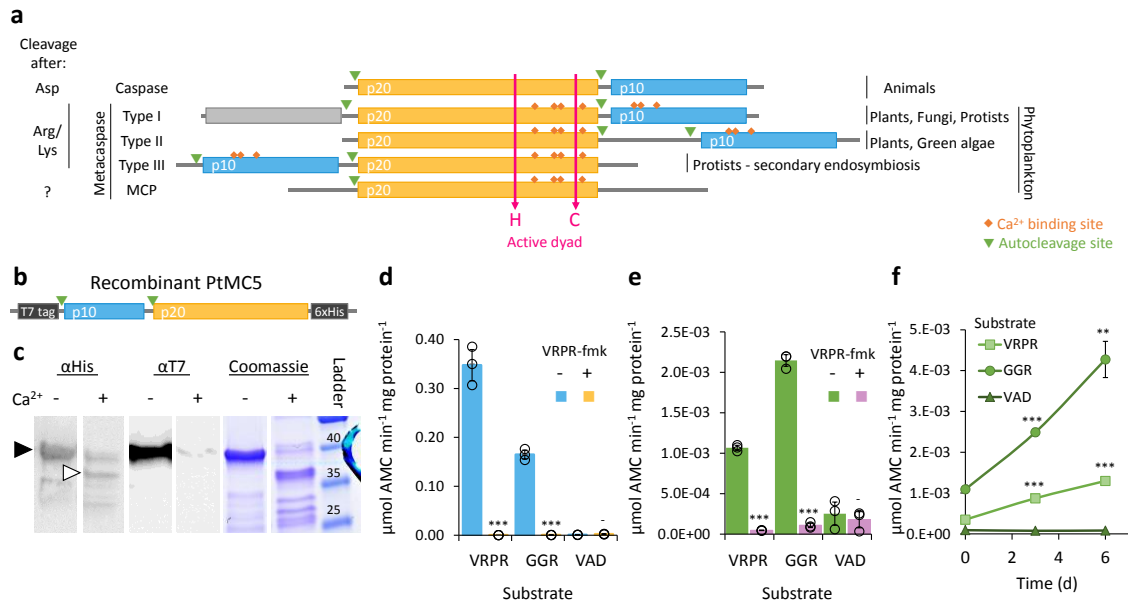 a
Cleavage
after:
Asp
Caspase
p20
p10
Animals
Arg/
Lys
Metacaspase
Type I
p20
p10
Plants, Fungi, Protists
Type II
p20
p10
Plants, Green algae
Type III
p10
p20
Protists - secondary endosymbiosis
?
MCP
p20
Phytoplankton
H
C
Active dyad
Ca²⁺ binding site
Autocleavage site
b
Recombinant PtMC5
T7 tag
p10
p20
6xHis
c
αHis
αT7
Coomassie
Ladder
Ca²⁺
-
+
-
+
-
+
40
35
25
d
µmol AMC min⁻¹ mg protein⁻¹
0.40
0.30
0.20
0.10
0.00
VRPR-fmk
-
+
***
***
-
VRPR
GGR
VAD
Substrate
e
µmol AMC min⁻¹ mg protein⁻¹
2.5E-03
2.0E-03
1.5E-03
1.0E-03
5.0E-04
0.0E+00
VRPR-fmk
-
+
***
***
-
VRPR
GGR
VAD
Substrate
f
µmol AMC min⁻¹ mg protein⁻¹
5.E-03
4.E-03
3.E-03
2.E-03
1.E-03
0.E+00
Substrate
VRPR
GGR
VAD
**
***
***
***
0
3
6
Time (d)